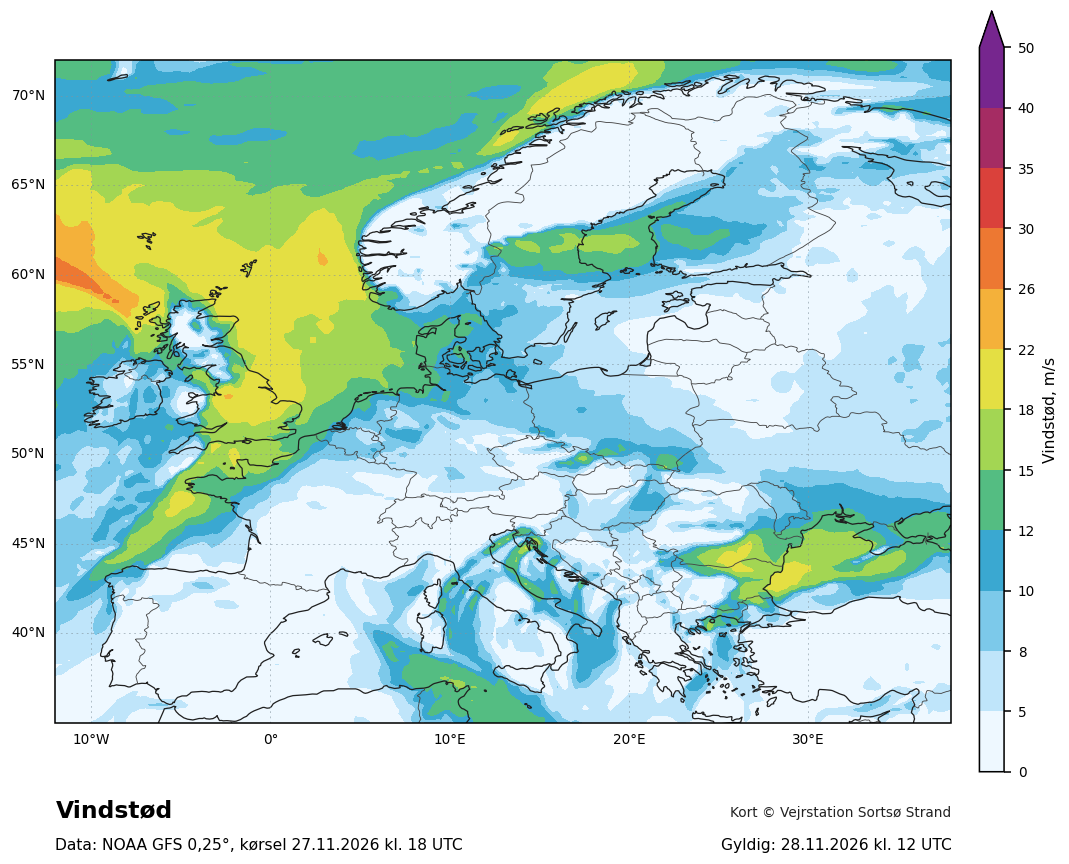 50
40
35
30
26
22
18
15
12
10
8
5
0
Vindstød, m/s
70°N
65°N
60°N
55°N
50°N
45°N
40°N
10°W
0°
10°E
20°E
30°E
Vindstød
Kort © Vejrstation Sortsø Strand
Data: NOAA GFS 0,25°, kørsel 27.11.2026 kl. 18 UTC
Gyldig: 28.11.2026 kl. 12 UTC